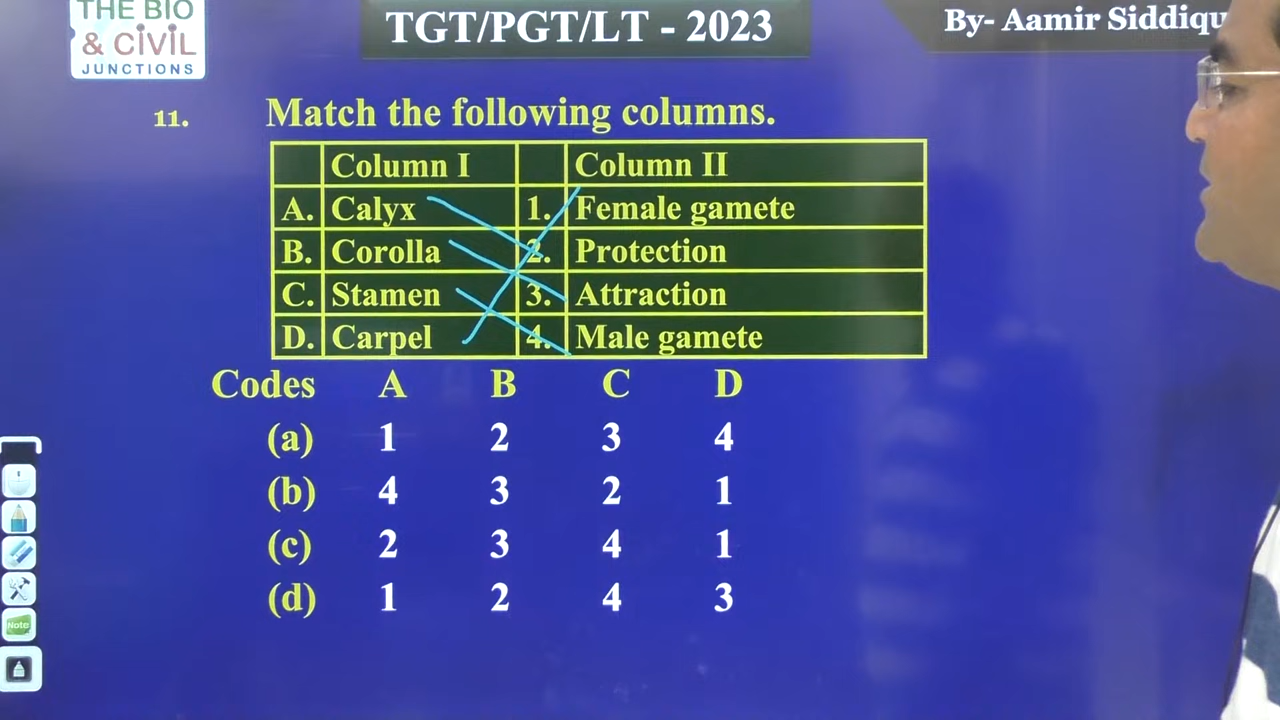 THE BIO
& CIVIL
JUNCTIONS
TGT/PGT/LT - 2023
By- Aamir Siddiqu
11. Match the following columns.
Column I Column II
A. Calyx 1. Female gamete
B. Corolla 2. Protection
C. Stamen 3. Attraction
D. Carpel 4. Male gamete
Codes A B C D
(a) 1 2 3 4
(b) 4 3 2 1
(c) 2 3 4 1
(d) 1 2 4 3
Note